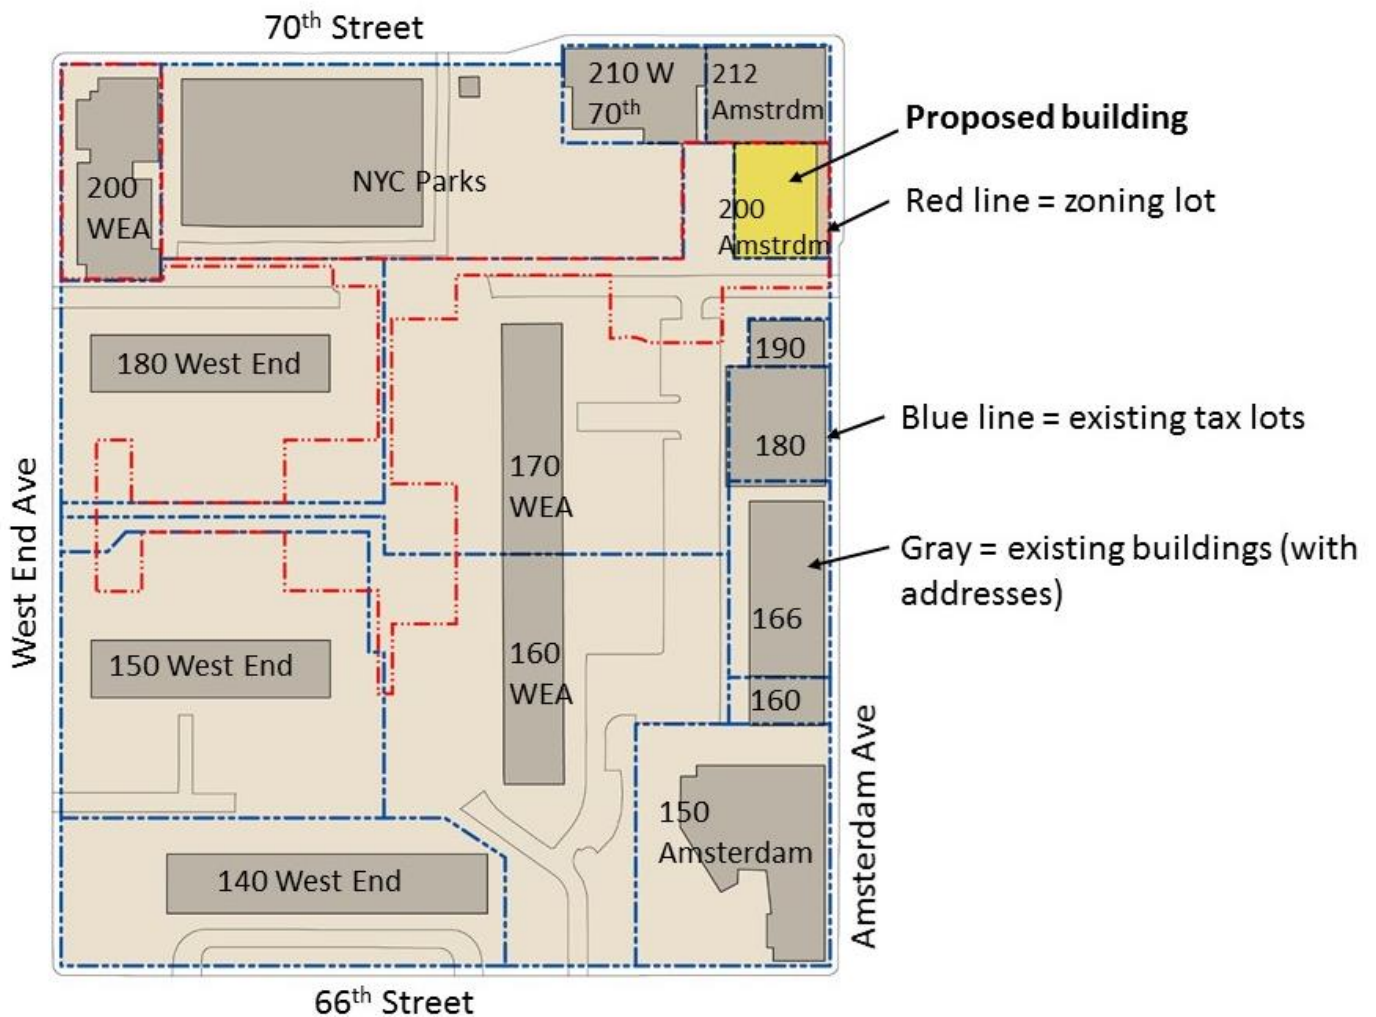 70th Street
210 W
70th
212
Amstrdm
Proposed building
NYC Parks
200
WEA
200
Amstrdm
Red line = zoning lot
180 West End
190
Blue line = existing tax lots
180
170
WEA
West End Ave
Gray = existing buildings (with
addresses)
166
150 West End
160
WEA
160
Amsterdam Ave
150
Amsterdam
140 West End
66th Street